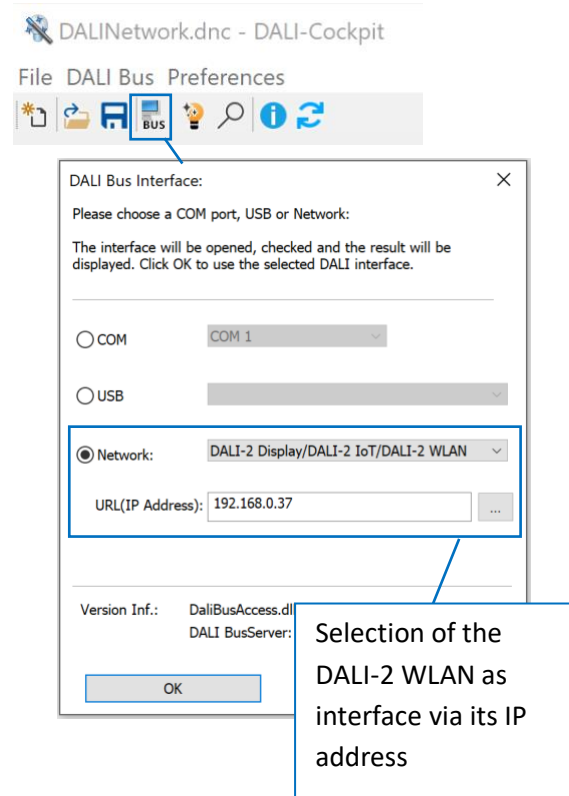 DALINetwork.dnc - DALI-Cockpit
File DALI Bus Preferences
BUS
DALI Bus Interface:
Please choose a COM port, USB or Network:
The interface will be opened, checked and the result will be
displayed. Click OK to use the selected DALI interface.
COM COM 1
USB
Network: DALI-2 Display/DALI-2 IoT/DALI-2 WLAN
URL(IP Address): 192.168.0.37 ...
Version Inf.: DaliBusAccess.dl
DALI BusServer:
OK
Selection of the
DALI-2 WLAN as
interface via its IP
address